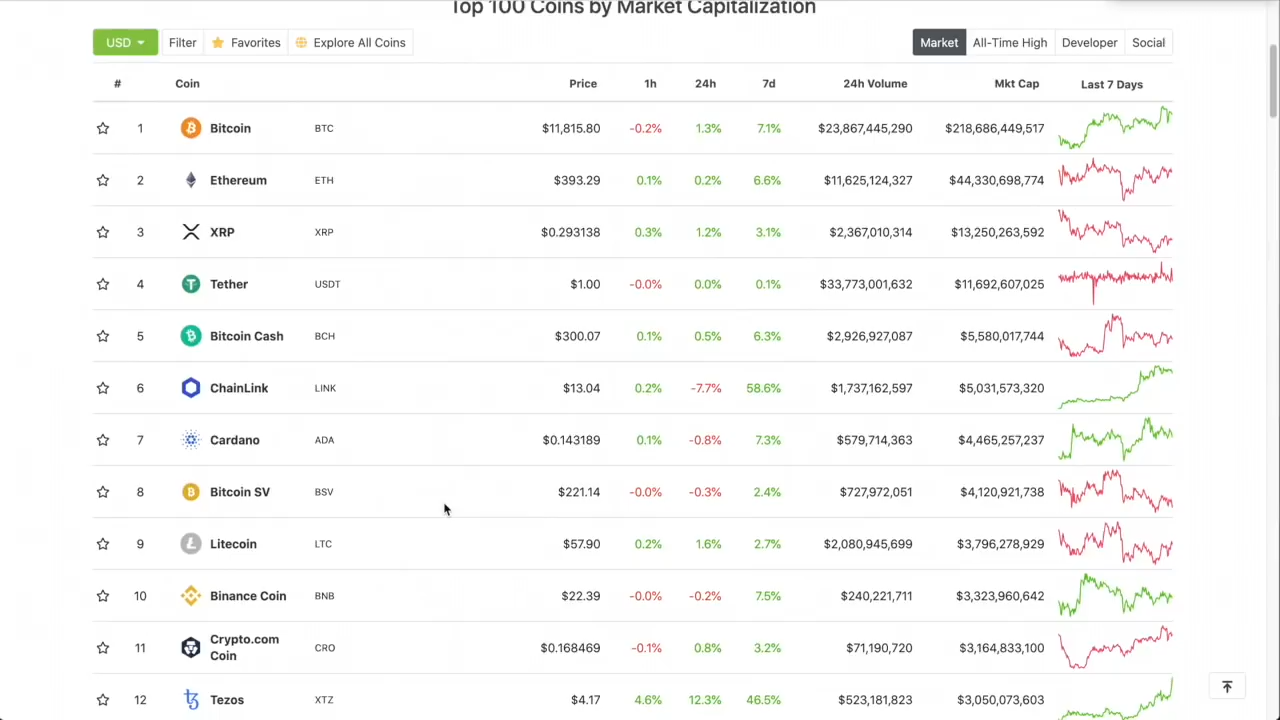 Top 100 Coins by Market Capitalization
USD Filter Favorites Explore All Coins Market All-Time High Developer Social
# Coin Price 1h 24h 7d 24h Volume Mkt Cap Last 7 Days
1 Bitcoin BTC $11,815.80 -0.2% 1.3% 7.1% $23,867,445,290 $218,686,449,517
2 Ethereum ETH $393.29 0.1% 0.2% 6.6% $11,625,124,327 $44,330,698,774
3 XRP XRP $0.293138 0.3% 1.2% 3.1% $2,367,010,314 $13,250,263,592
4 Tether USDT $1.00 -0.0% 0.0% 0.1% $33,773,001,632 $11,692,607,025
5 Bitcoin Cash BCH $300.07 0.1% 0.5% 6.3% $2,926,927,087 $5,580,017,744
6 ChainLink LINK $13.04 0.2% -7.7% 58.6% $1,737,162,597 $5,031,573,320
7 Cardano ADA $0.143189 0.1% -0.8% 7.3% $579,714,363 $4,465,257,237
8 Bitcoin SV BSV $221.14 -0.0% -0.3% 2.4% $727,972,051 $4,120,921,738
9 Litecoin LTC $57.90 0.2% 1.6% 2.7% $2,080,945,699 $3,796,278,929
10 Binance Coin BNB $22.39 -0.0% -0.2% 7.5% $240,221,711 $3,323,960,642
11 Crypto.com Coin CRO $0.168469 -0.1% 0.8% 3.2% $71,190,720 $3,164,833,100
12 Tezos XTZ $4.17 4.6% 12.3% 46.5% $523,181,823 $3,050,073,603